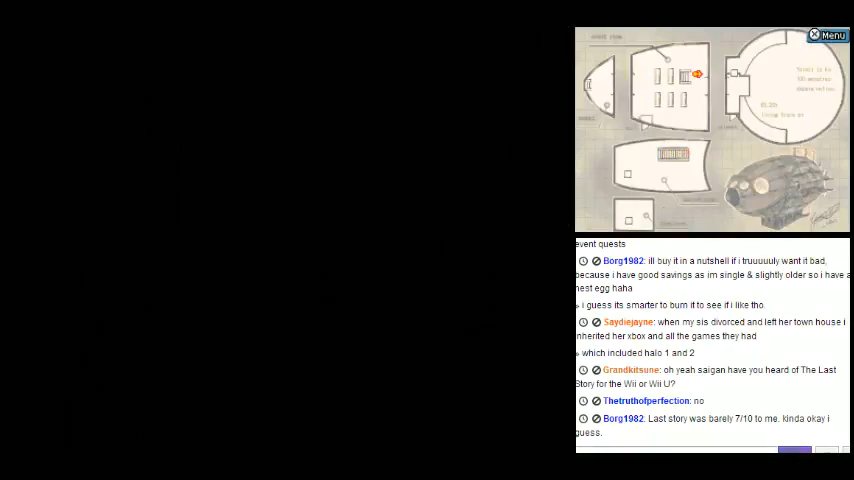 Menu
event quests
Borg1982: ill buy it in a nutshell if i truuuuuly want it bad,
because i have good savings as im single & slightly older so i have a
nest egg haha
i guess its smarter to burn it to see if i like tho.
Saydiejayne: when my sis divorced and left her town house i
inherited her xbox and all the games they had
which included halo 1 and 2
Grandkitsune: oh yeah saigan have you heard of The Last
Story for the Wii or Wii U?
Thetruthofperfection: no
Borg1982: Last story was barely 7/10 to me. kinda okay i
guess.